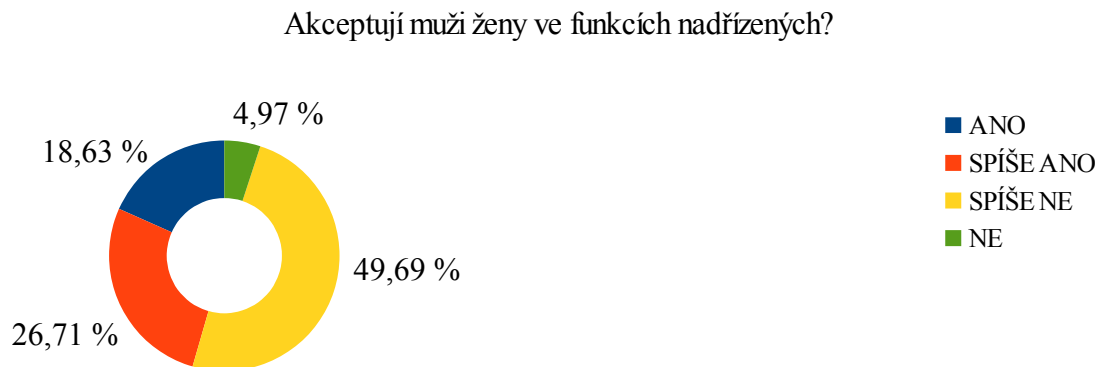 Akceptují muži ženy ve funkcích nadřízených?
4,97 %
18,63 %
49,69 %
26,71 %
ANO
SPÍŠE ANO
SPÍŠE NE
NE